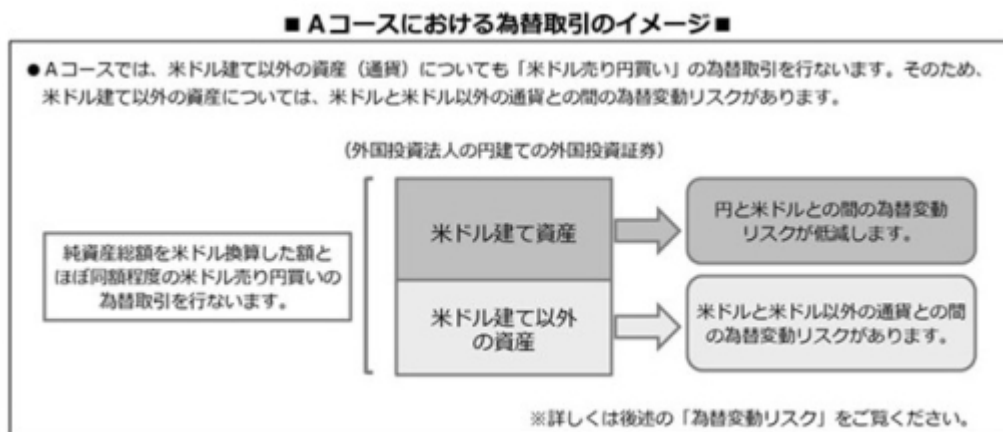 ■ Aコースにおける為替取引のイメージ■
●Aコースでは、米ドル建て以外の資産（通貨）についても「米ドル売り円買い」の為替取引を行ないます。そのため、
米ドル建て以外の資産については、米ドルと米ドル以外の通貨との間の為替変動リスクがあります。
（外国投資法人の円建ての外国投資証券）
純資産総額を米ドル換算した額と
ほぼ同額程度の米ドル売り円買いの
為替取引を行ないます。
米ドル建て資産
円と米ドルとの間の為替変動
リスクが低減します。
米ドル建て以外
の資産
米ドルと米ドル以外の通貨との間
の為替変動リスクがあります。
※詳しくは後述の「為替変動リスク」をご覧ください。